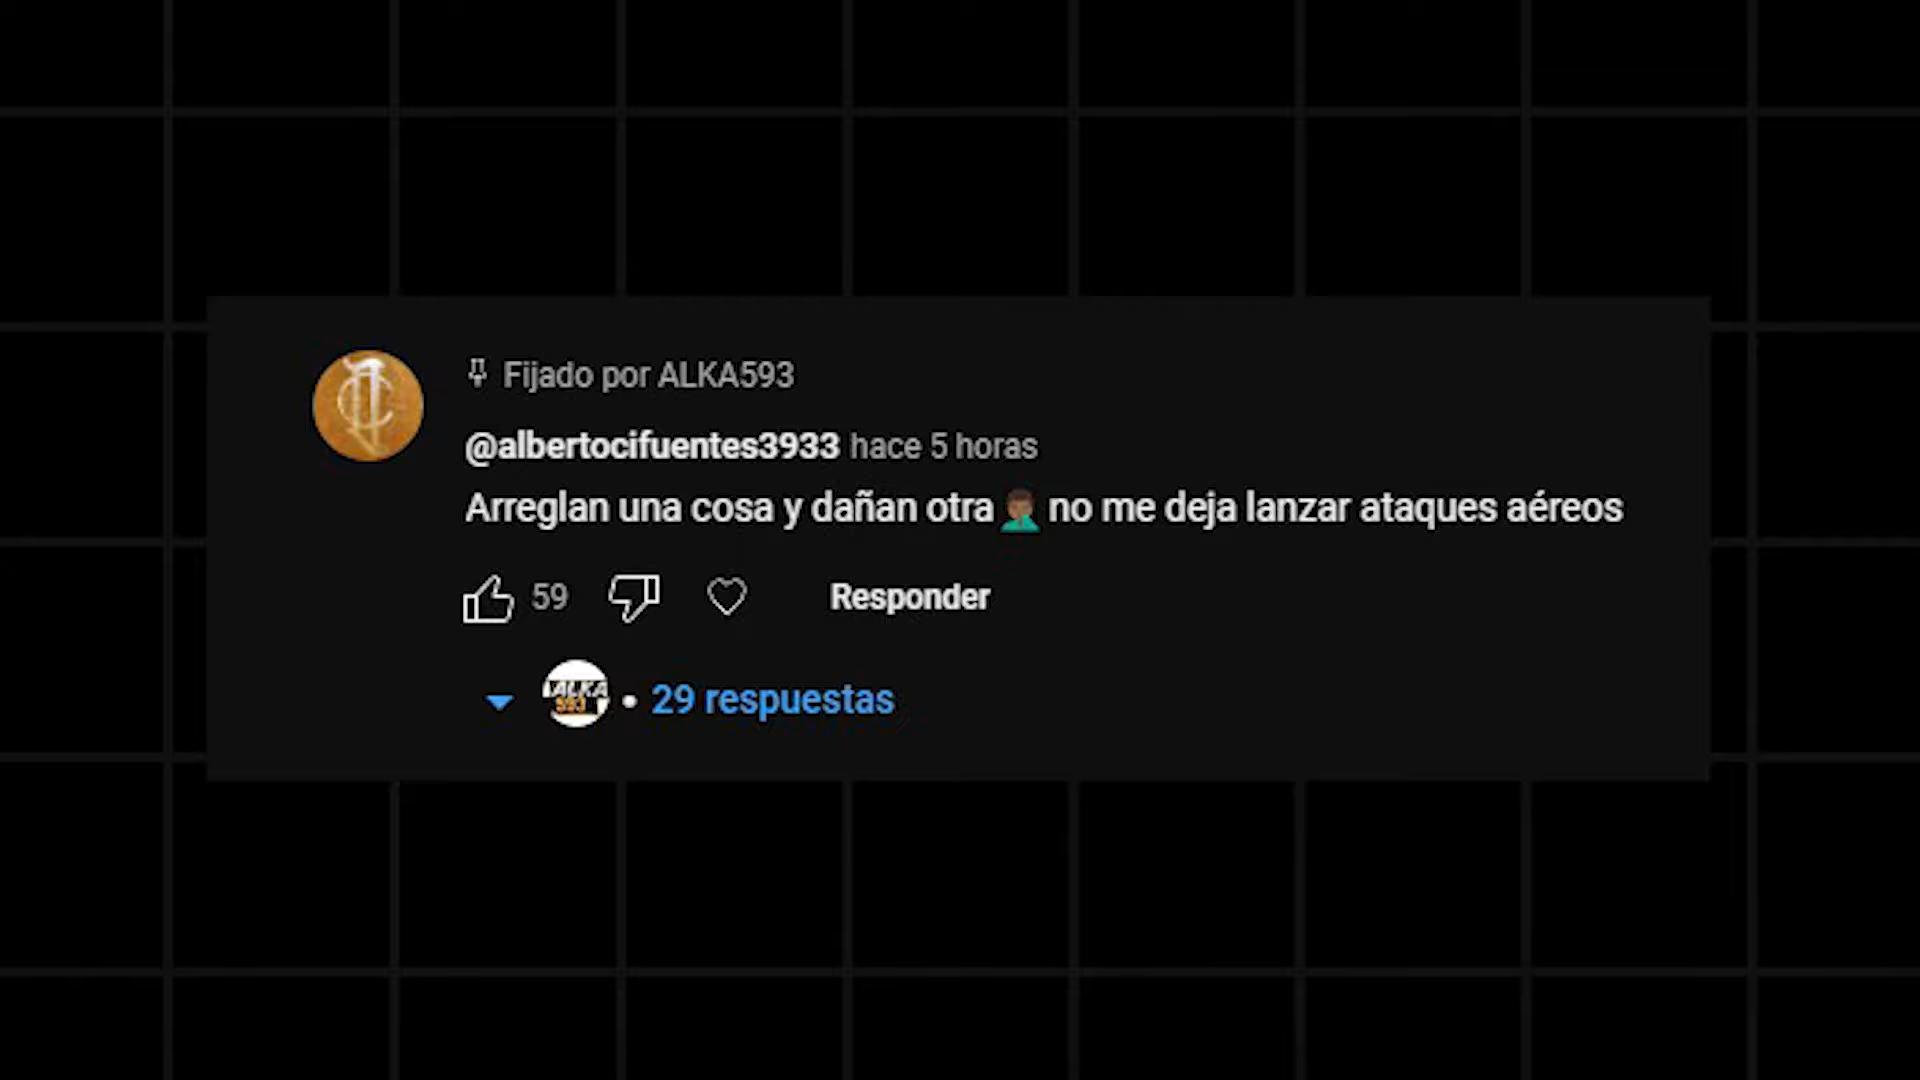 Fijado por ALKA593
@albertocifuentes3933 hace 5 horas
Arreglan una cosa y dañan otra🤦🏾‍♂️ no me deja lanzar ataques aéreos
59
Responder
ALKA
593
• 29 respuestas